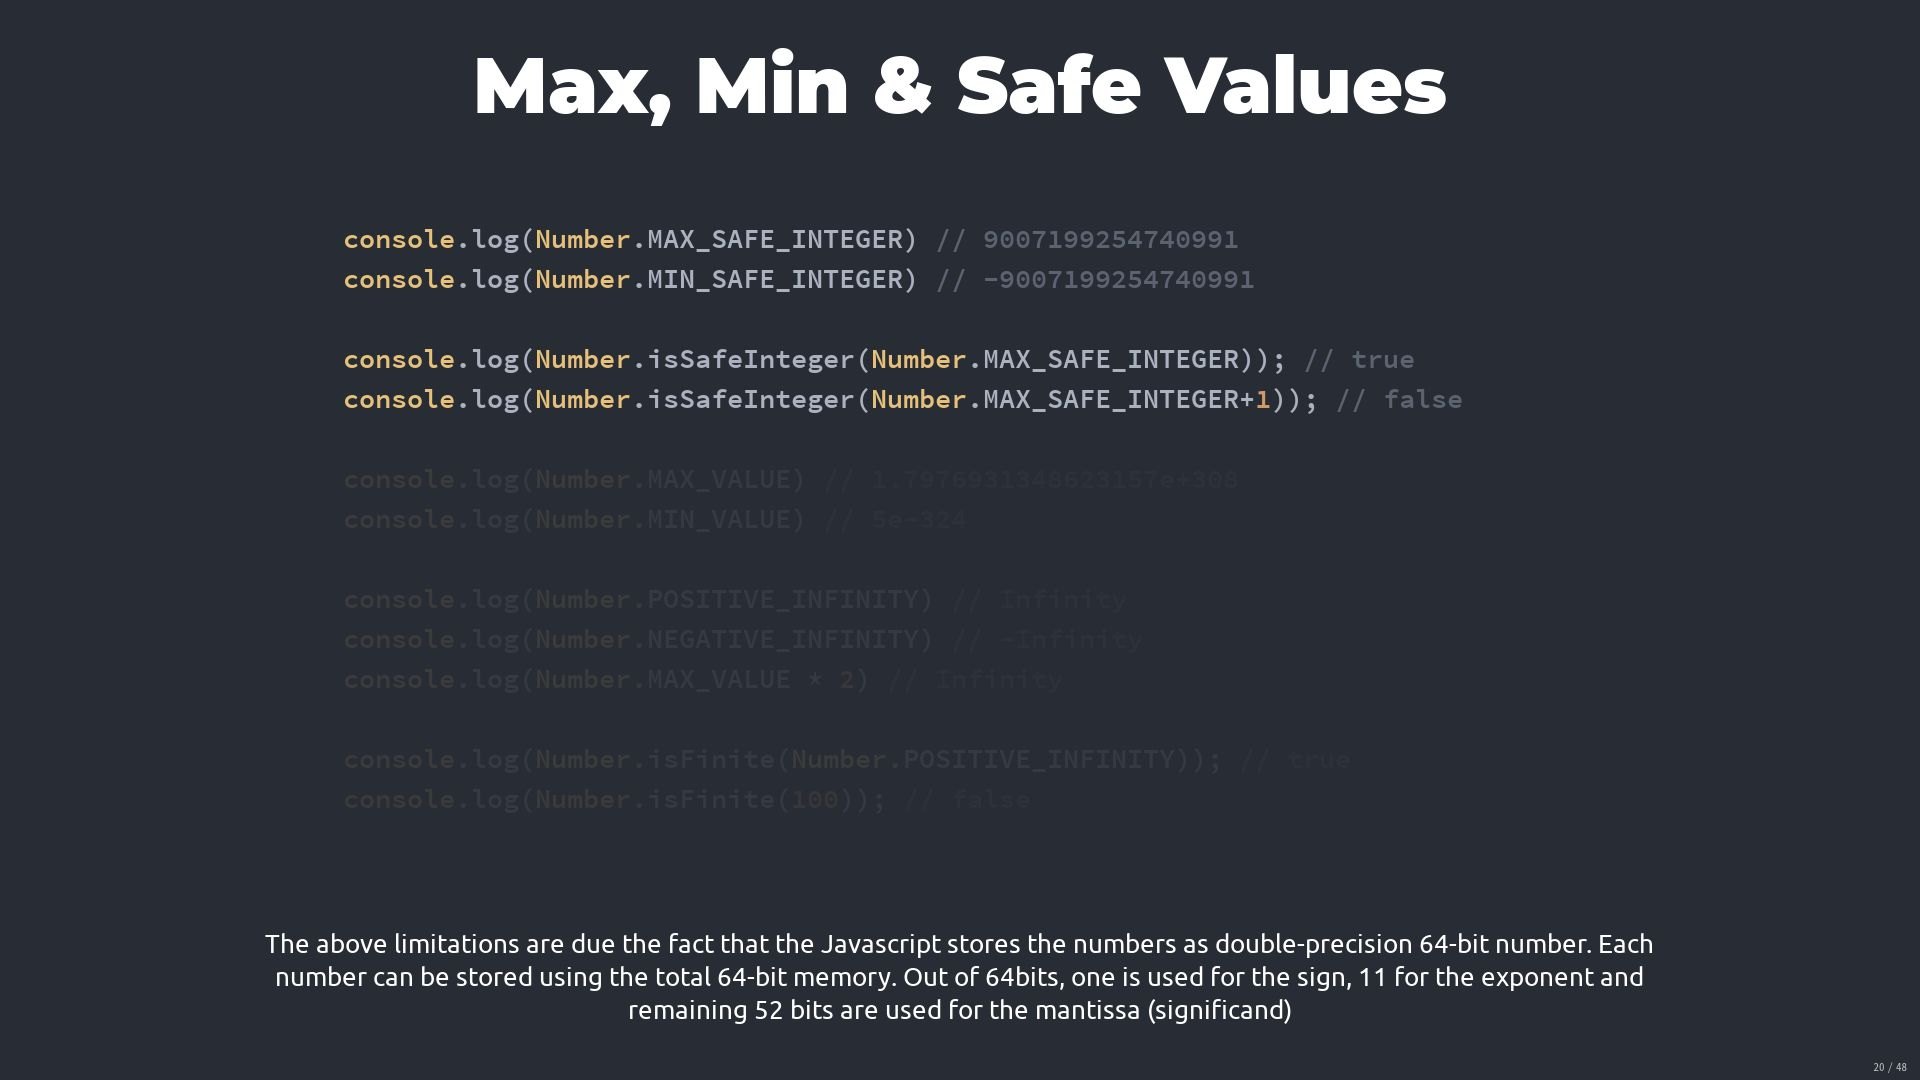 Max, Min & Safe Values
console.log(Number.MAX_SAFE_INTEGER) // 9007199254740991
console.log(Number.MIN_SAFE_INTEGER) // -9007199254740991
console.log(Number.isSafeInteger(Number.MAX_SAFE_INTEGER)); // true
console.log(Number.isSafeInteger(Number.MAX_SAFE_INTEGER+1)); // false
console.log(Number.MAX_VALUE) // 1.7976931348623157e+308
console.log(Number.MIN_VALUE) // 5e-324
console.log(Number.POSITIVE_INFINITY) // Infinity
console.log(Number.NEGATIVE_INFINITY) // -Infinity
console.log(Number.MAX_VALUE * 2) // Infinity
console.log(Number.isFinite(Number.POSITIVE_INFINITY)); // true
console.log(Number.isFinite(100)); // false
The above limitations are due the fact that the Javascript stores the numbers as double-precision 64-bit number. Each
number can be stored using the total 64-bit memory. Out of 64bits, one is used for the sign, 11 for the exponent and
remaining 52 bits are used for the mantissa (significand)
20 / 48